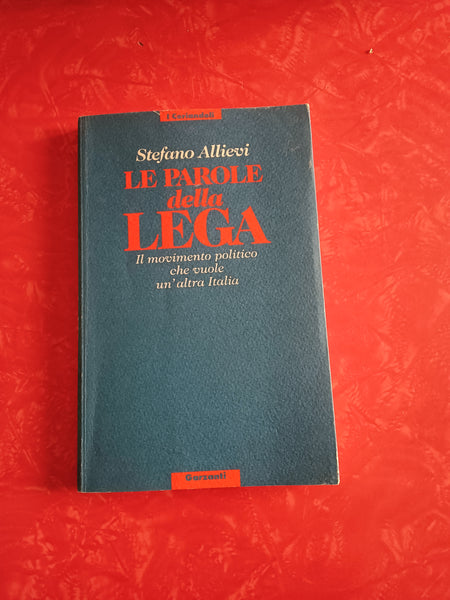 I Coriandoli
Stefano Allievi
LE PAROLE
della
LEGA
Il movimento politico
che vuole
un'altra Italia
Garzanti